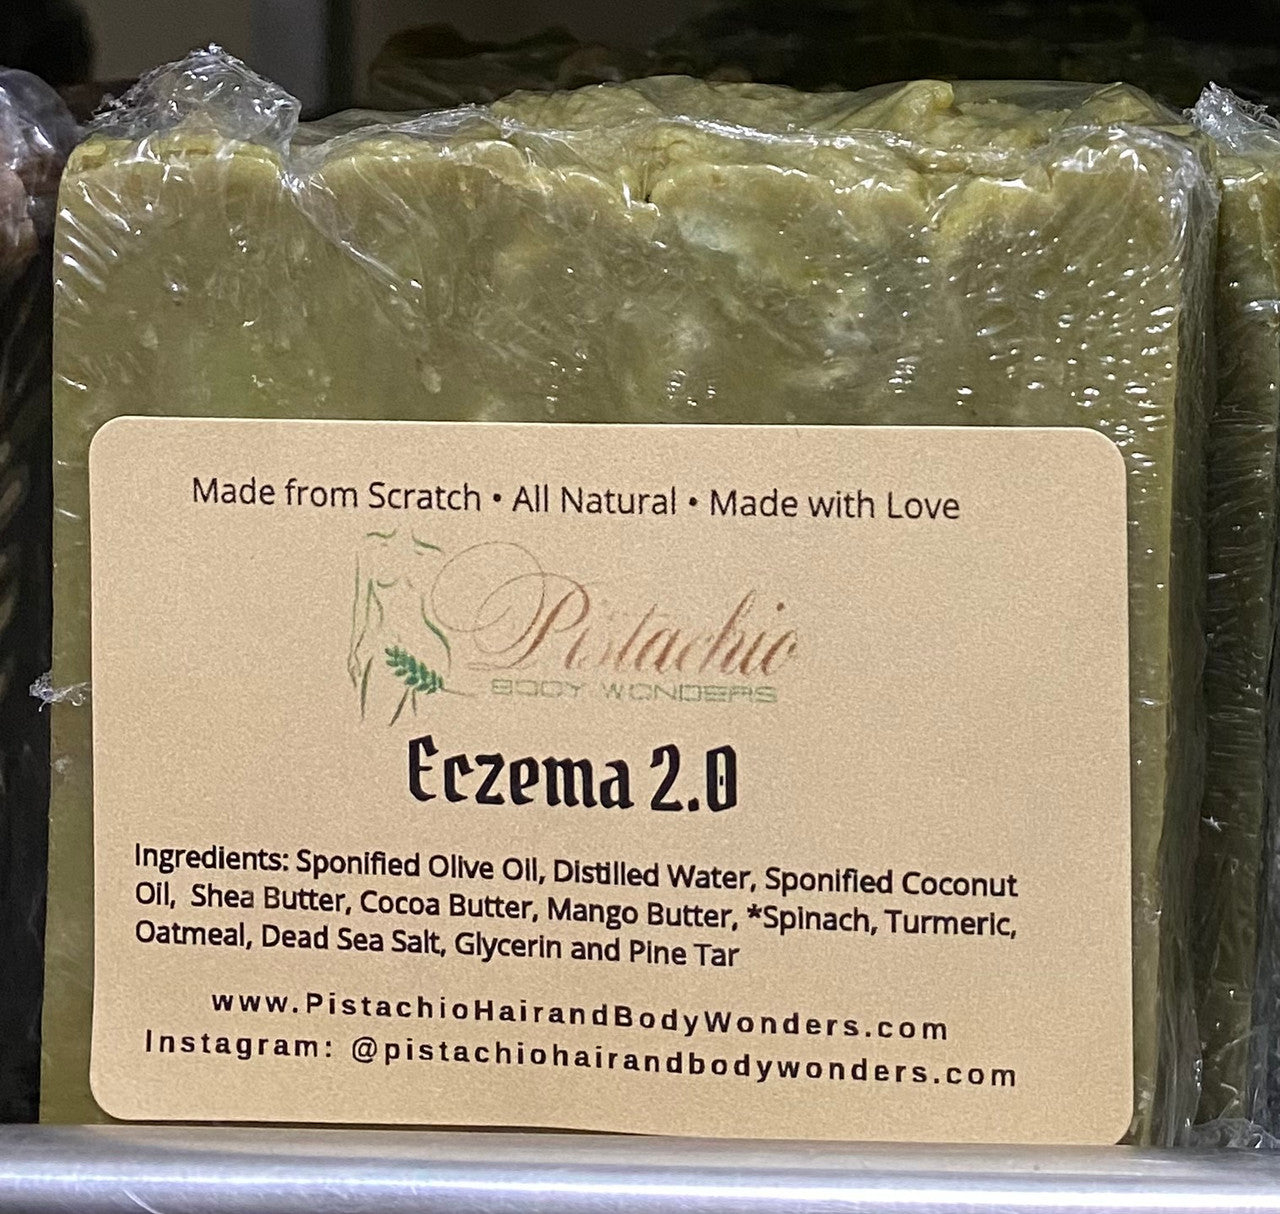 Made from Scratch • All Natural • Made with Love
Pistachio
BODY WONDERS
Eczema 2.0
Ingredients: Sponified Olive Oil, Distilled Water, Sponified Coconut
Oil, Shea Butter, Cocoa Butter, Mango Butter, *Spinach, Turmeric,
Oatmeal, Dead Sea Salt, Glycerin and Pine Tar
www.PistachioHairandBodyWonders.com
Instagram: @pistachiohairandbodywonders.com